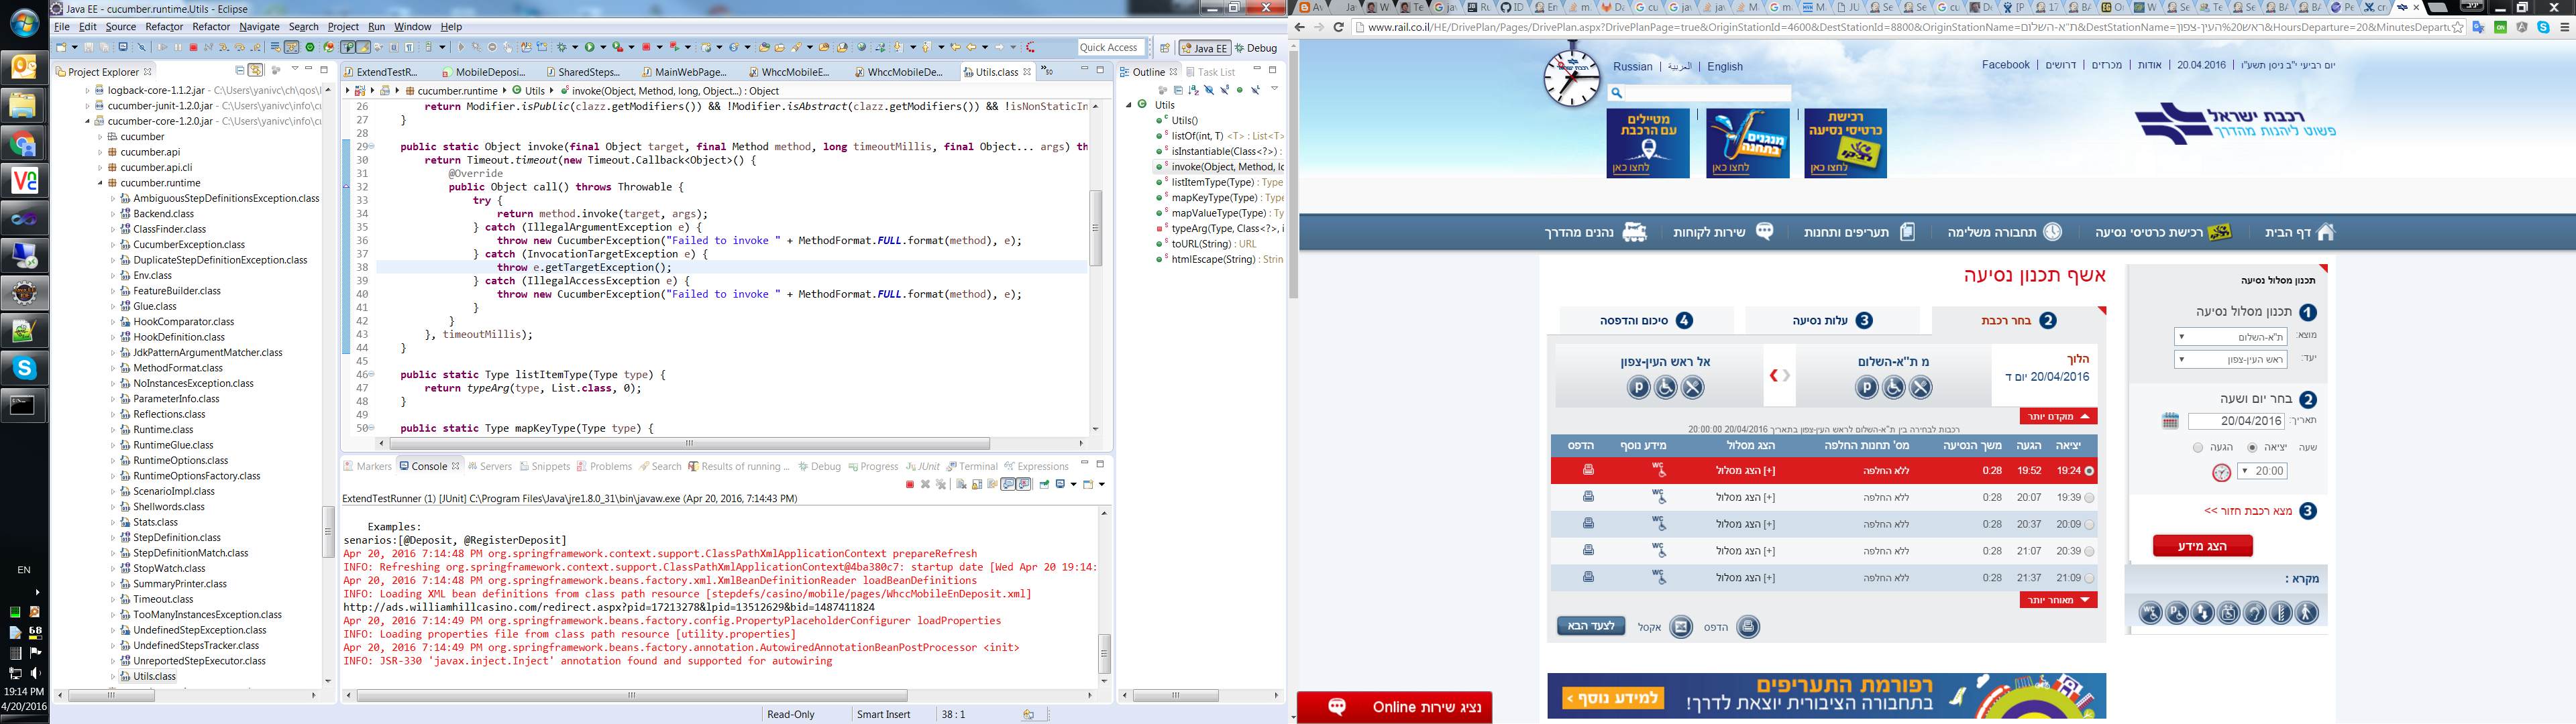 Java EE - cucumber.runtime.Utils - Eclipse
File Edit Source Refactor Refactor Navigate Search Project Run Window Help
Quick Access
Java EE
Debug
Project Explorer
logback-core-1.1.2.jar - C:\Users\yanivc\ch\qos\l
cucumber-junit-1.2.0.jar - C:\Users\yanivc\info\cu
cucumber-core-1.2.0.jar - C:\Users\yanivc\info\cu
cucumber
cucumber.api
cucumber.api.cli
cucumber.runtime
AmbiguousStepDefinitionsException.class
Backend.class
ClassFinder.class
CucumberException.class
DuplicateStepDefinitionException.class
Env.class
FeatureBuilder.class
Glue.class
HookComparator.class
HookDefinition.class
JdkPatternArgumentMatcher.class
MethodFormat.class
NoInstancesException.class
ParameterInfo.class
Reflections.class
Runtime.class
RuntimeGlue.class
RuntimeOptions.class
RuntimeOptionsFactory.class
ScenarioImpl.class
Shellwords.class
Stats.class
StepDefinition.class
StepDefinitionMatch.class
StopWatch.class
SummaryPrinter.class
Timeout.class
TooManyInstancesException.class
UndefinedStepException.class
UndefinedStepsTracker.class
UnreportedStepExecutor.class
Utils.class
EN
19:14 PM
4/20/2016
ExtendTestR... MobileDeposi... SharedSteps... MainWebPage... WhccMobileE... WhccMobileDe... Utils.class
cucumber.runtime Utils invoke(Object, Method, long, Object...) : Object
26 return Modifier.isPublic(clazz.getModifiers()) && !Modifier.isAbstract(clazz.getModifiers()) && !isNonStaticIn
27 }
28
29 public static Object invoke(final Object target, final Method method, long timeoutMillis, final Object... args) th
30 return Timeout.timeout(new Timeout.Callback<Object>() {
31 @Override
32 public Object call() throws Throwable {
33 try {
34 return method.invoke(target, args);
35 } catch (IllegalArgumentException e) {
36 throw new CucumberException("Failed to invoke " + MethodFormat.FULL.format(method), e);
37 } catch (InvocationTargetException e) {
38 throw e.getTargetException();
39 } catch (IllegalAccessException e) {
40 throw new CucumberException("Failed to invoke " + MethodFormat.FULL.format(method), e);
41 }
42 }
43 }, timeoutMillis);
44 }
45
46 public static Type listItemType(Type type) {
47 return typeArg(type, List.class, 0);
48 }
49
50 public static Type mapKeyType(Type type) {
Outline Task List
Utils
Utils()
listOf(int, T) <T> : List<T>
isInstantiable(Class<?>) :
invoke(Object, Method, lo
listItemType(Type) : Type
mapKeyType(Type) : Type
mapValueType(Type) : Ty
typeArg(Type, Class<?>, i
toURL(String) : URL
htmlEscape(String) : Strin
Markers Console Servers Snippets Problems Search Results of running ... Debug Progress JUnit Terminal Expressions
ExtendTestRunner (1) [JUnit] C:\Program Files\Java\jre1.8.0_31\bin\javaw.exe (Apr 20, 2016, 7:14:43 PM)
Examples:
senarios:[@Deposit, @RegisterDeposit]
Apr 20, 2016 7:14:48 PM org.springframework.context.support.ClassPathXmlApplicationContext prepareRefresh
INFO: Refreshing org.springframework.context.support.ClassPathXmlApplicationContext@4ba380c7: startup date [Wed Apr 20 19:14:
Apr 20, 2016 7:14:48 PM org.springframework.beans.factory.xml.XmlBeanDefinitionReader loadBeanDefinitions
INFO: Loading XML bean definitions from class path resource [stepdefs/casino/mobile/pages/WhccMobileEnDeposit.xml]
http://ads.williamhillcasino.com/redirect.aspx?pid=17213278&lpid=13512629&bid=1487411824
Apr 20, 2016 7:14:49 PM org.springframework.beans.factory.config.PropertyPlaceholderConfigurer loadProperties
INFO: Loading properties file from class path resource [utility.properties]
Apr 20, 2016 7:14:49 PM org.springframework.beans.factory.annotation.AutowiredAnnotationBeanPostProcessor <init>
INFO: JSR-330 'javax.inject.Inject' annotation found and supported for autowiring
Read-Only Smart Insert 38 : 1
www.rail.co.il/HE/DrivePlan/Pages/DrivePlan.aspx?DrivePlanPage=true&OriginStationId=4600&DestStationId=8800&OriginStationName=ת"א-השלום&DestStationName=ראש%20העין-צפון&HoursDeparture=20&MinutesDepartu
Russian | العربية | English
יום רביעי י"ב ניסן תשע"ו | 20.04.2016 | אודות | מכרזים | דרושים | Facebook
רכבת ישראל
פשוט ליהנות מהדרך
מטיילים עם הרכבת
לחצו כאן
מנגנים בתחנה
לחצו כאן
רכישת כרטיסי נסיעה
לחצו כאן
דף הבית
רכישת כרטיסי נסיעה
תחבורה משלימה
תעריפים ותחנות
שירות לקוחות
נהנים מהדרך
אשף תכנון נסיעה
2 בחר רכבת
3 עלות נסיעה
4 סיכום והדפסה
הלוך
20/04/2016 יום ד
מ ת"א-השלום
אל ראש העין-צפון
מוקדם יותר
רכבות לבחירה בין ת"א-השלום לראש העין-צפון בתאריך 20/04/2016 20:00:00
יציאה הגעה משך הנסיעה מס' תחנות החלפה הצג מסלול מידע נוסף הדפס
19:24 19:52 0:28 ללא החלפה [+] הצג מסלול
19:39 20:07 0:28 ללא החלפה [+] הצג מסלול
20:09 20:37 0:28 ללא החלפה [+] הצג מסלול
20:39 21:07 0:28 ללא החלפה [+] הצג מסלול
21:09 21:37 0:28 ללא החלפה [+] הצג מסלול
מאוחר יותר
הדפס
אקסל
לצעד הבא
תכנון מסלול נסיעה
1 תכנון מסלול נסיעה
מוצא: ת"א-השלום
יעד: ראש העין-צפון
2 בחר יום ושעה
תאריך: 20/04/2016
שעה יציאה הגעה
20:00
3 מצא רכבת חזור >>
הצג מידע
מקרא :
רפורמת התעריפים
בתחבורה הציבורית יוצאת לדרך!
למידע נוסף >
נציג שירות Online